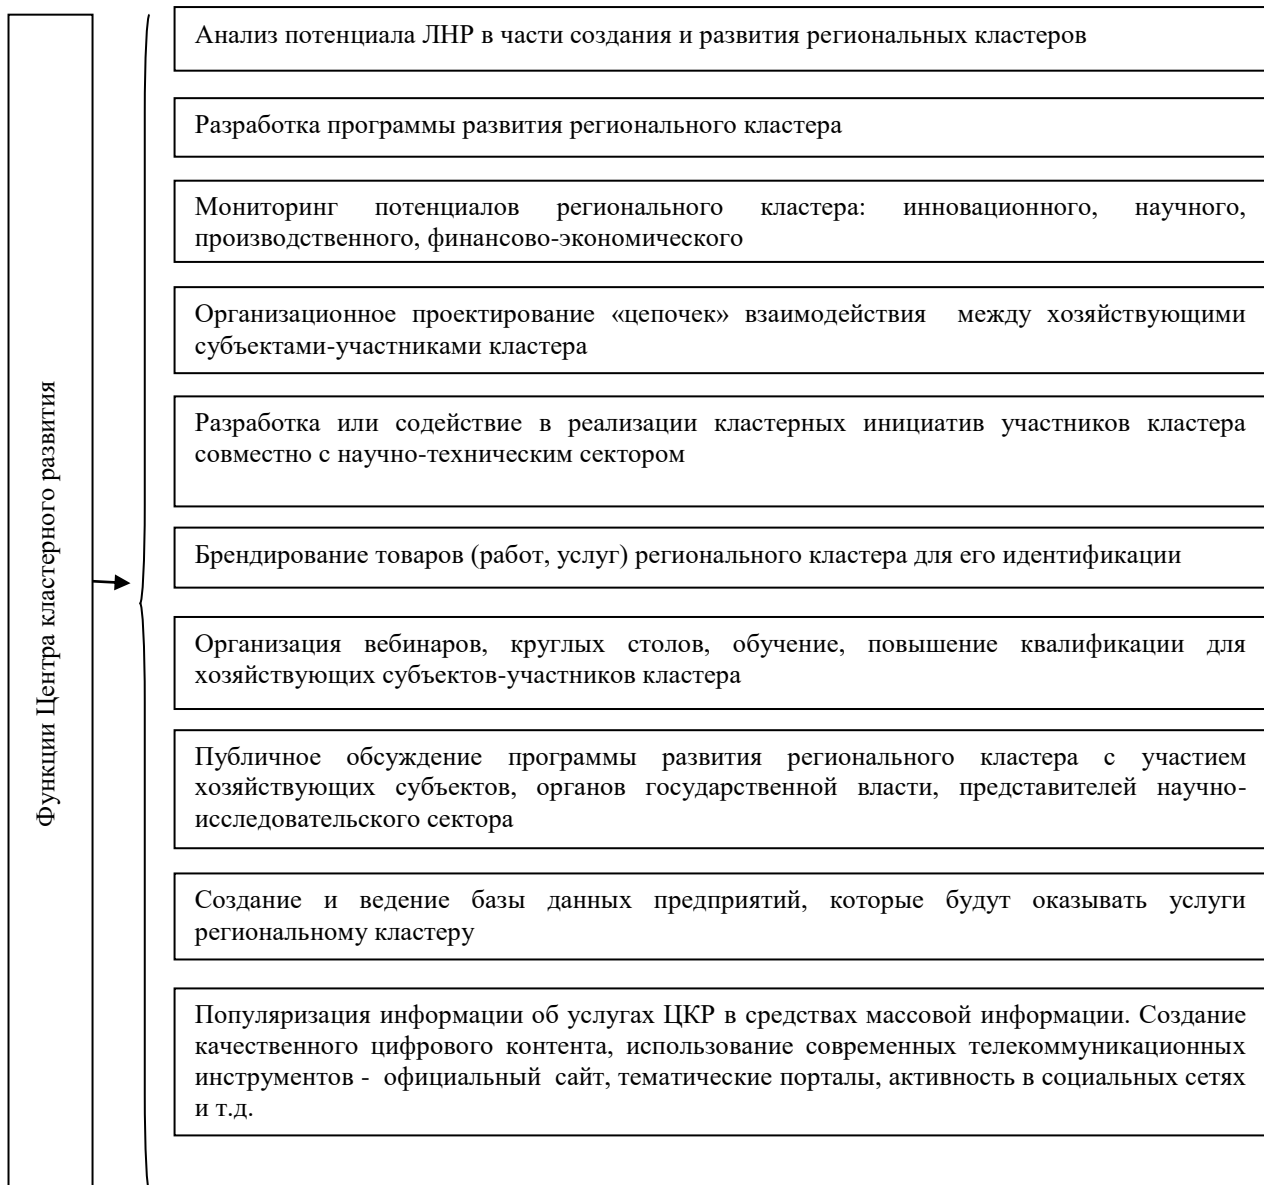 Функции Центра кластерного развития
Анализ потенциала ЛНР в части создания и развития региональных кластеров
Разработка программы развития регионального кластера
Мониторинг потенциалов регионального кластера: инновационного, научного,
производственного, финансово-экономического
Организационное проектирование «цепочек» взаимодействия между хозяйствующими
субъектами-участниками кластера
Разработка или содействие в реализации кластерных инициатив участников кластера
совместно с научно-техническим сектором
Брендирование товаров (работ, услуг) регионального кластера для его идентификации
Организация вебинаров, круглых столов, обучение, повышение квалификации для
хозяйствующих субъектов-участников кластера
Публичное обсуждение программы развития регионального кластера с участием
хозяйствующих субъектов, органов государственной власти, представителей научно-
исследовательского сектора
Создание и ведение базы данных предприятий, которые будут оказывать услуги
региональному кластеру
Популяризация информации об услугах ЦКР в средствах массовой информации. Создание
качественного цифрового контента, использование современных телекоммуникационных
инструментов - официальный сайт, тематические порталы, активность в социальных сетях
и т.д.